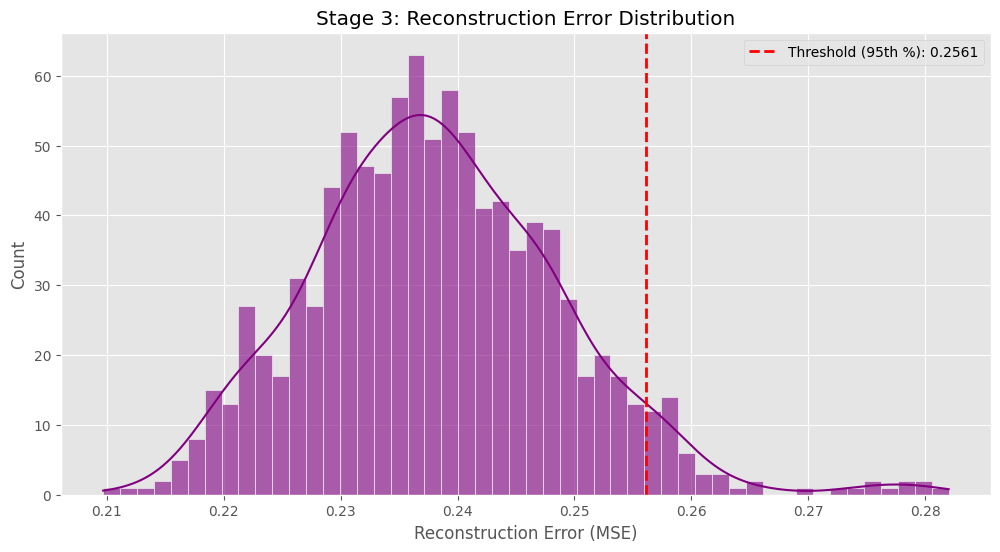 Stage 3: Reconstruction Error Distribution
Threshold (95th %): 0.2561
Count
60
50
40
30
20
10
0
0.21 0.22 0.23 0.24 0.25 0.26 0.27 0.28
Reconstruction Error (MSE)